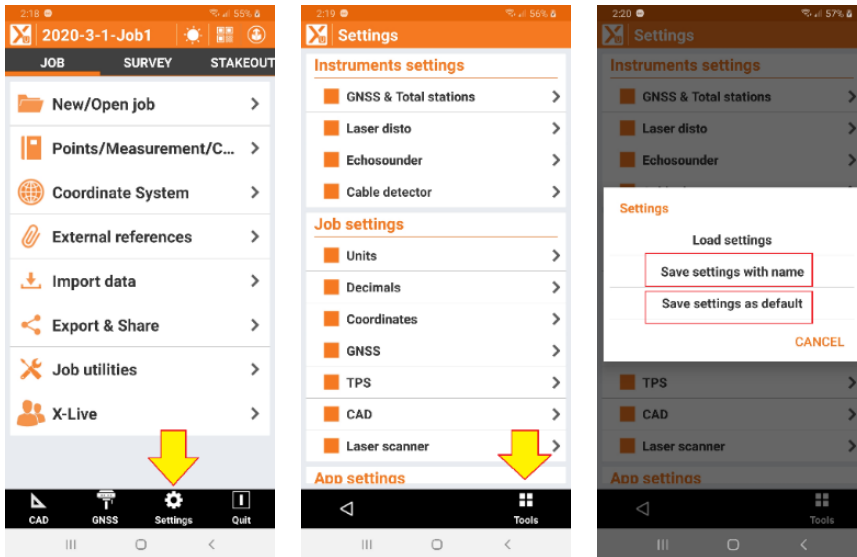 2:18 55%
2020-3-1-Job1
JOB SURVEY STAKEOUT
New/Open job
Points/Measurement/C...
Coordinate System
External references
Import data
Export & Share
Job utilities
X-Live
CAD GNSS Settings Quit
2:19 56%
Settings
Instruments settings
GNSS & Total stations
Laser disto
Echosounder
Cable detector
Job settings
Units
Decimals
Coordinates
GNSS
TPS
CAD
Laser scanner
App settings
Tools
2:20 57%
Settings
Instruments settings
GNSS & Total stations
Laser disto
Echosounder
Settings
Load settings
Save settings with name
Save settings as default
CANCEL
TPS
CAD
Laser scanner
App settings
Tools